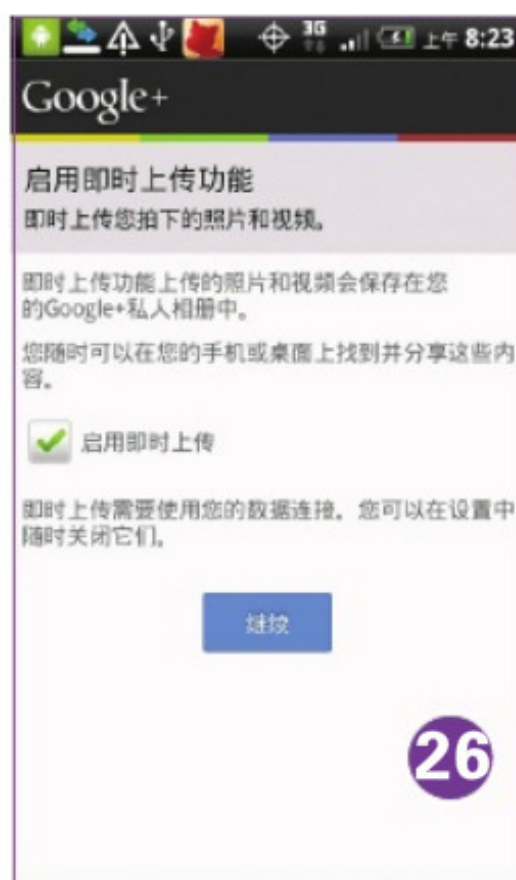 3G 上午 8:23
Google+
启用即时上传功能
即时上传您拍下的照片和视频。
即时上传功能上传的照片和视频会保存在您
的Google+私人相册中。
您随时可以在您的手机或桌面上找到并分享这些内
容。
启用即时上传
即时上传需要使用您的数据连接。您可以在设置中
随时关闭它们。
继续
26